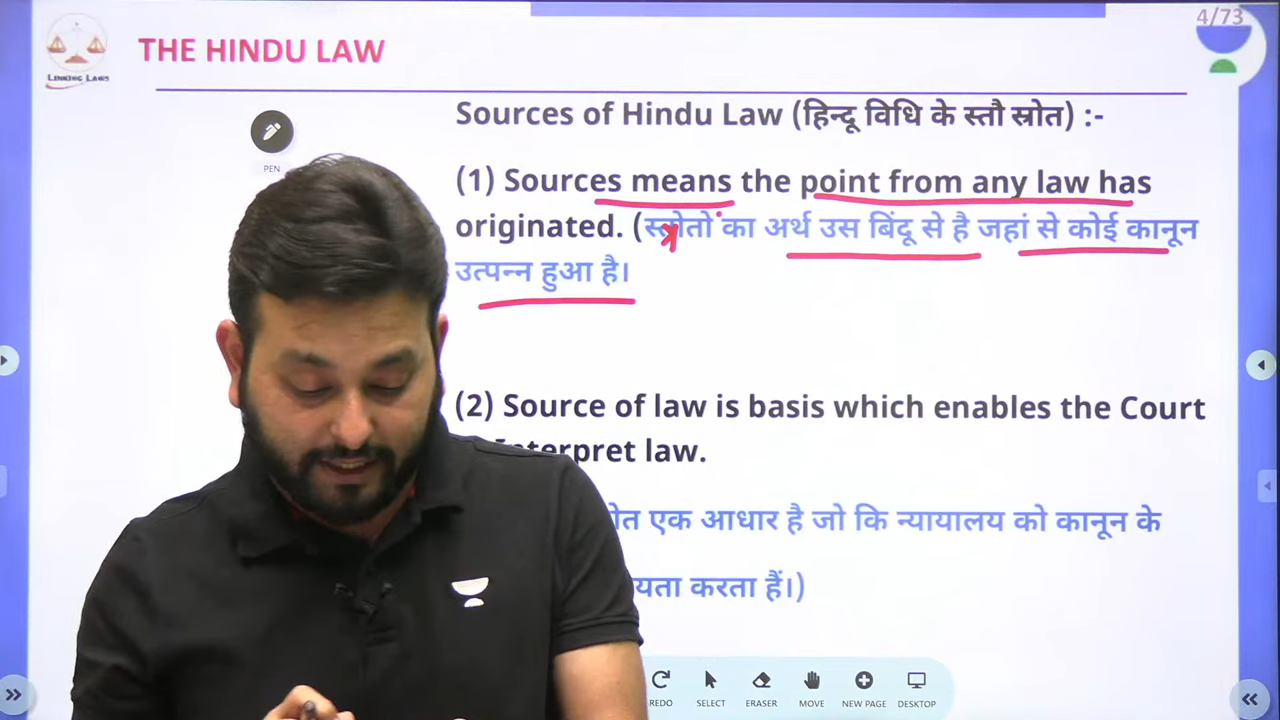 4/73
LINKING LAWS
THE HINDU LAW
Sources of Hindu Law (हिन्दू विधि के स्तौ स्रोत) :-
PEN
(1) Sources means the point from any law has
originated. (स्त्रोतो का अर्थ उस बिंदू से है जहां से कोई कानून
उत्पन्न हुआ है।
(2) Source of law is basis which enables the Court
Interpret law.
एक आधार है जो कि न्यायालय को कानून के
करता हैं।)
REDO SELECT ERASER MOVE NEW PAGE DESKTOP